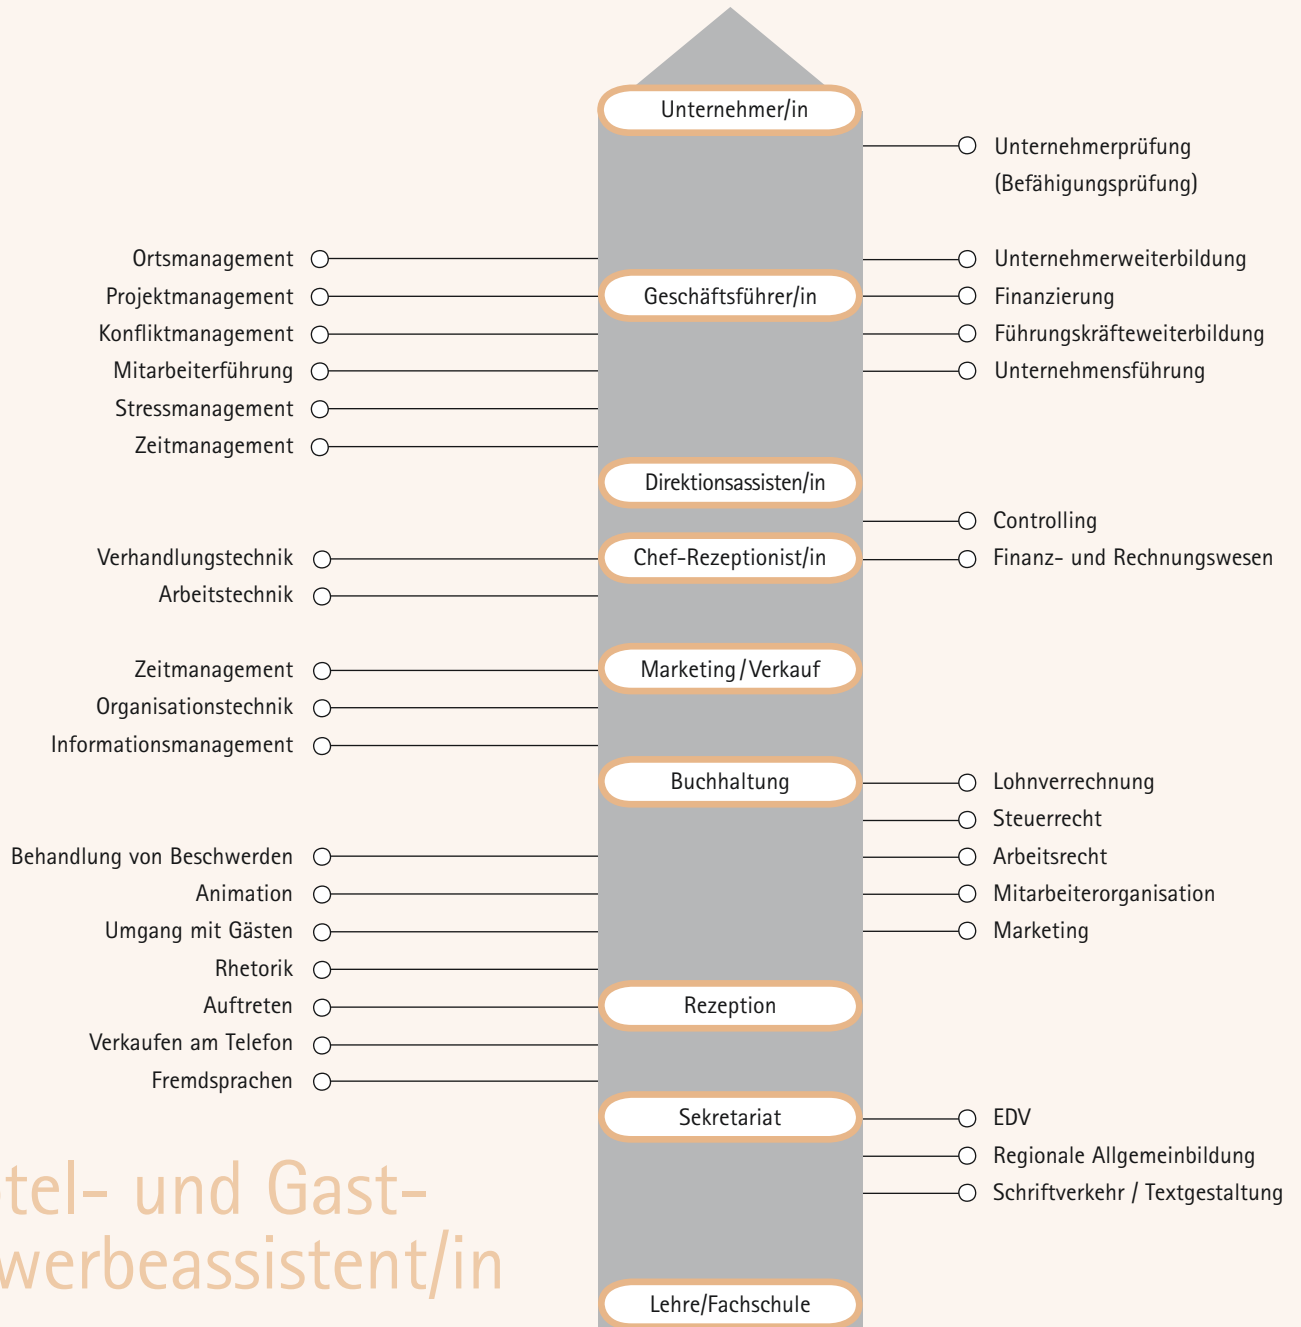 Unternehmer/in
Unternehmerprüfung
(Befähigungsprüfung)
Ortsmanagement
Unternehmerweiterbildung
Projektmanagement
Geschäftsführer/in
Finanzierung
Konfliktmanagement
Führungskräfteweiterbildung
Mitarbeiterführung
Unternehmensführung
Stressmanagement
Zeitmanagement
Direktionsassisten/in
Controlling
Verhandlungstechnik
Chef-Rezeptionist/in
Finanz- und Rechnungswesen
Arbeitstechnik
Zeitmanagement
Marketing/Verkauf
Organisationstechnik
Informationsmanagement
Buchhaltung
Lohnverrechnung
Steuerrecht
Behandlung von Beschwerden
Arbeitsrecht
Animation
Mitarbeiterorganisation
Umgang mit Gästen
Marketing
Rhetorik
Auftreten
Rezeption
Verkaufen am Telefon
Fremdsprachen
Sekretariat
EDV
Regionale Allgemeinbildung
Schriftverkehr / Textgestaltung
tel- und Gast-
werbeassistent/in
Lehre/Fachschule